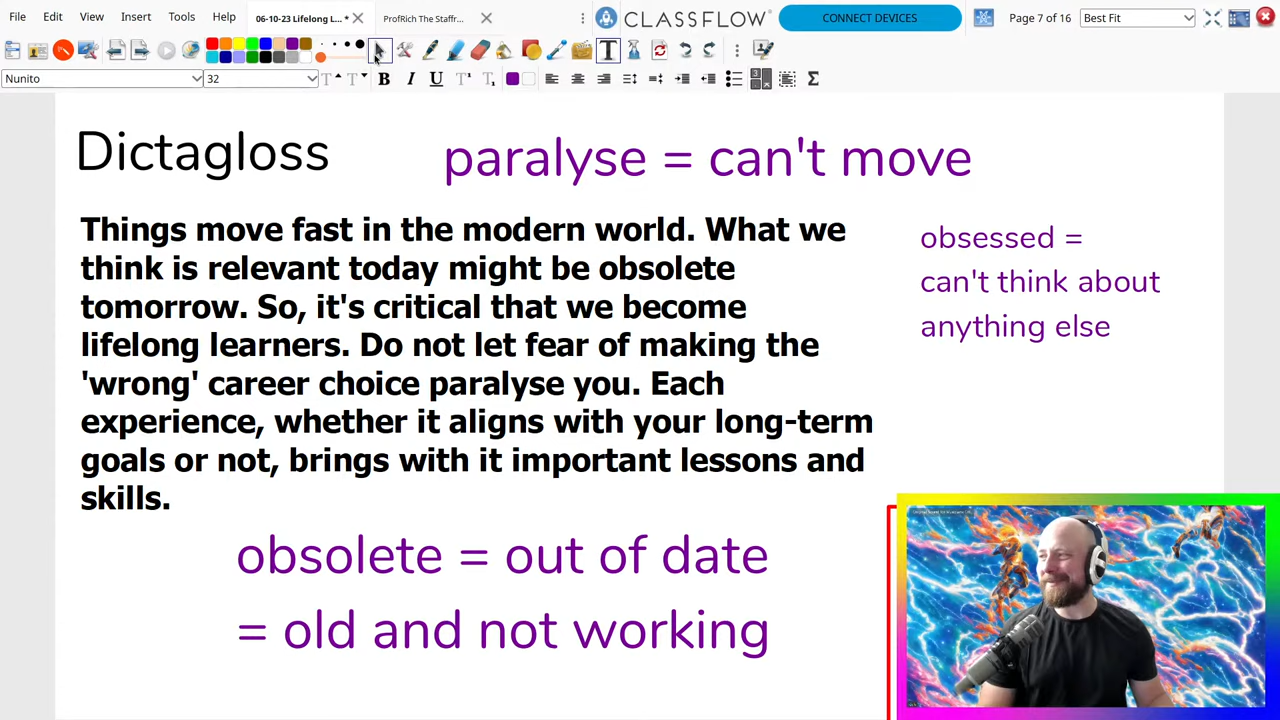 File Edit View Insert Tools Help 06-10-23 Lifelong L... * ProfRich The Staffr... CLASSFLOW CONNECT DEVICES Page 7 of 16 Best Fit
Nunito 32 B I U
Dictagloss
paralyse = can't move
Things move fast in the modern world. What we
think is relevant today might be obsolete
tomorrow. So, it's critical that we become
lifelong learners. Do not let fear of making the
'wrong' career choice paralyse you. Each
experience, whether it aligns with your long-term
goals or not, brings with it important lessons and
skills.
obsessed =
can't think about
anything else
obsolete = out of date
= old and not working